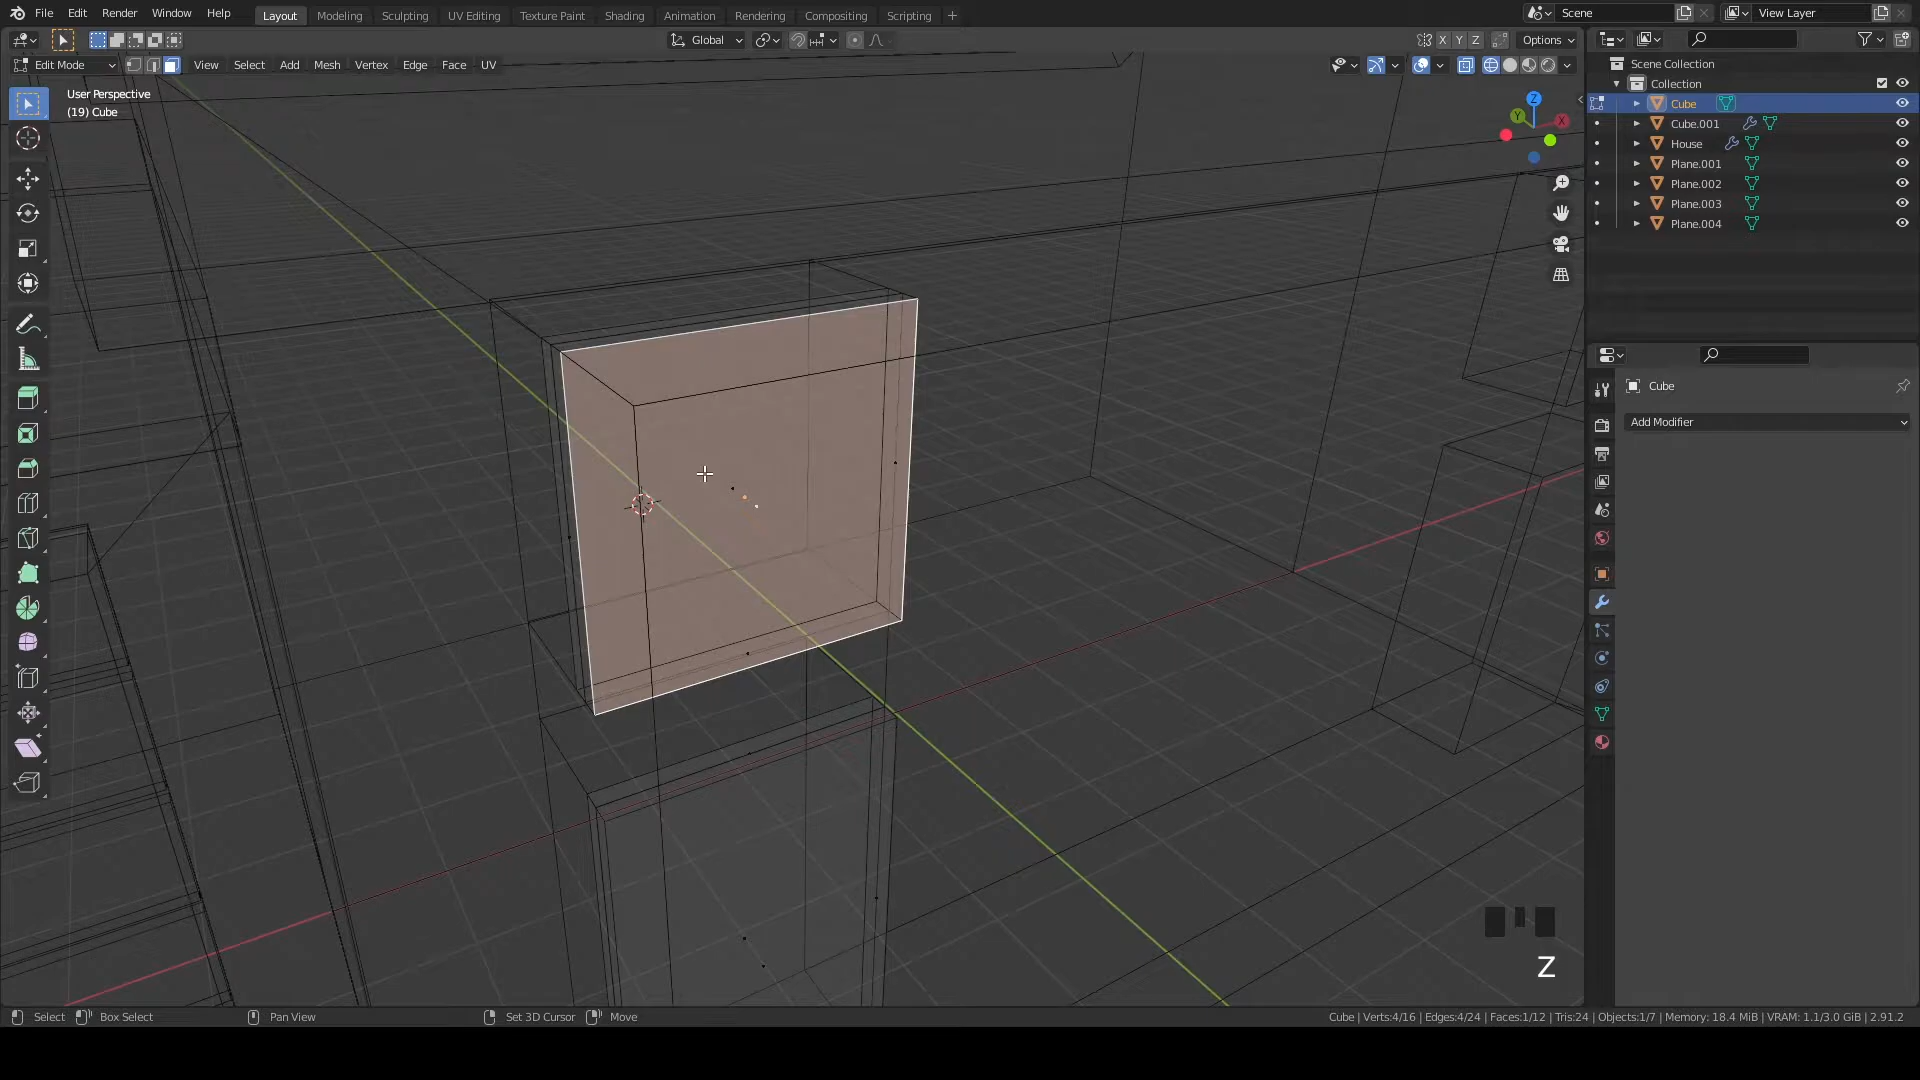 File Edit Render Window Help
Layout Modeling Sculpting UV Editing Texture Paint Shading Animation Rendering Compositing Scripting +
Scene
View Layer
Global
X Y Z
Options
Edit Mode View Select Add Mesh Vertex Edge Face UV
User Perspective
(19) Cube
Z
Y
X
Scene Collection
Collection
Cube
Cube.001
House
Plane.001
Plane.002
Plane.003
Plane.004
Cube
Add Modifier
Z
Select Box Select Pan View Set 3D Cursor Move
Cube | Verts:4/16 | Edges:4/24 | Faces:1/12 | Tris:24 | Objects:1/7 | Memory: 18.4 MiB | VRAM: 1.1/3.0 GiB | 2.91.2